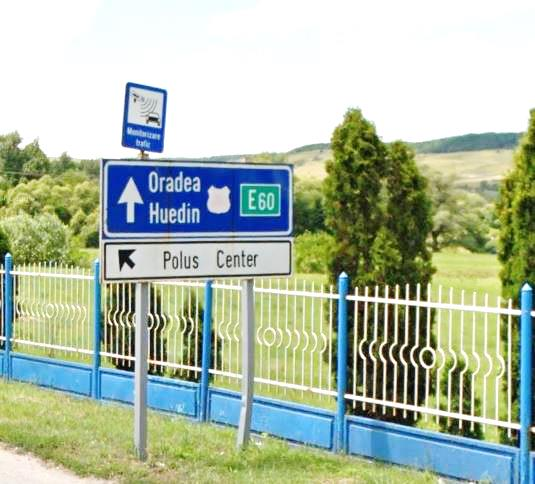 Monitorizare
trafic
Oradea
Huedin
E60
Polus Center